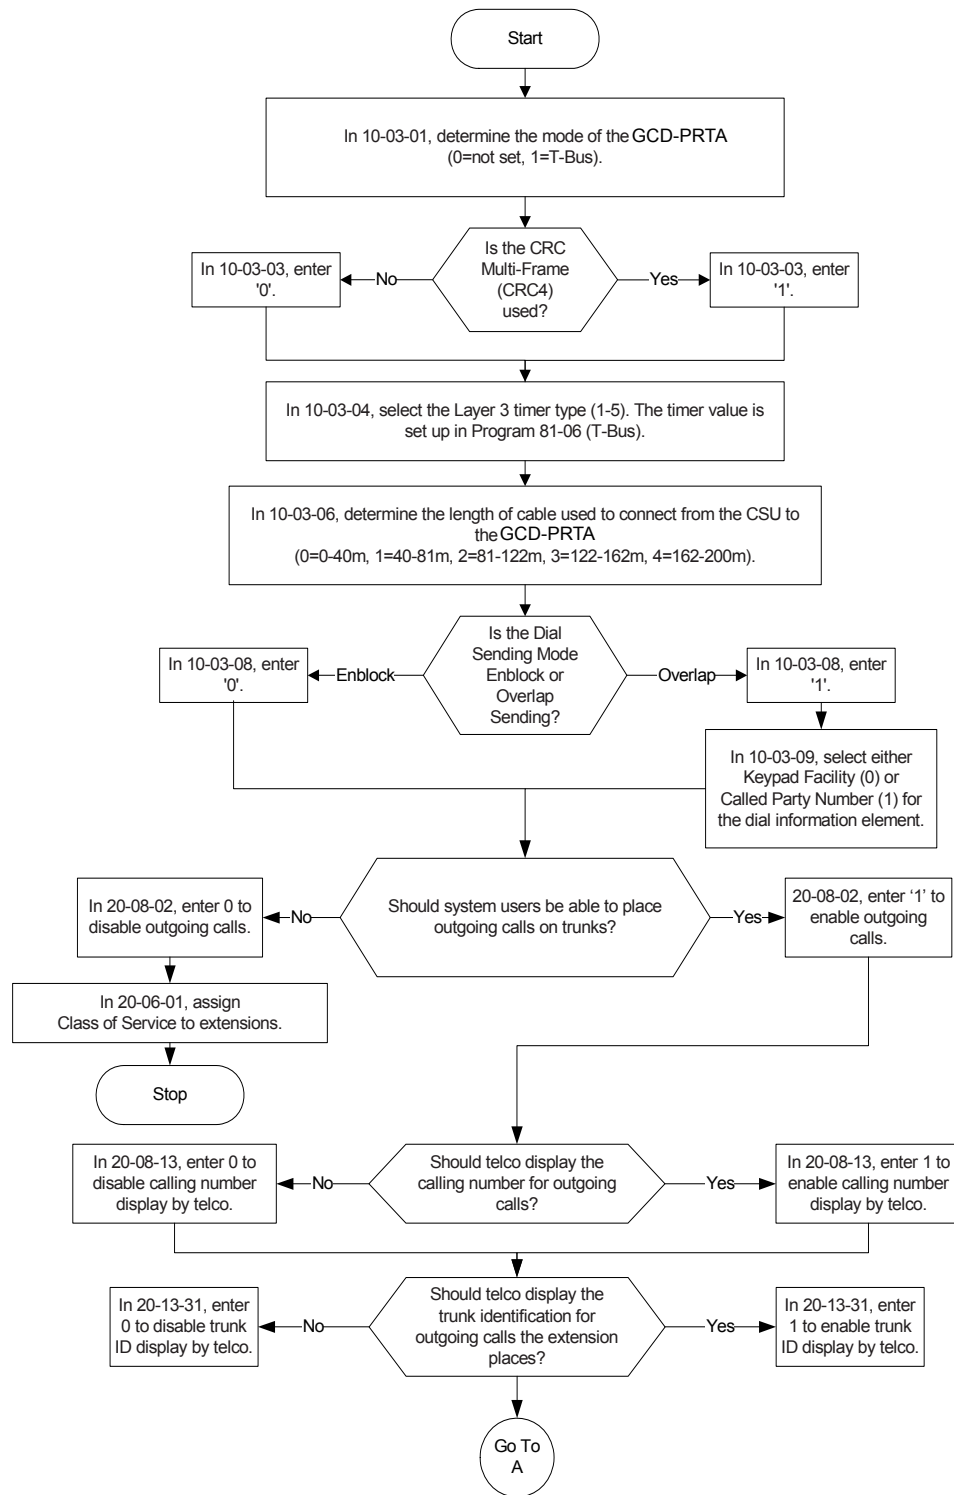 Start
In 10-03-01, determine the mode of the GCD-PRTA
(0=not set, 1=T-Bus).
Is the CRC
Multi-Frame
(CRC4)
used?
No
Yes
In 10-03-03, enter
'0'.
In 10-03-03, enter
'1'.
In 10-03-04, select the Layer 3 timer type (1-5). The timer value is
set up in Program 81-06 (T-Bus).
In 10-03-06, determine the length of cable used to connect from the CSU to
the GCD-PRTA
(0=0-40m, 1=40-81m, 2=81-122m, 3=122-162m, 4=162-200m).
Is the Dial
Sending Mode
Enblock or
Overlap
Sending?
Enblock
Overlap
In 10-03-08, enter
'0'.
In 10-03-08, enter
'1'.
In 10-03-09, select either
Keypad Facility (0) or
Called Party Number (1) for
the dial information element.
Should system users be able to place
outgoing calls on trunks?
No
Yes
In 20-08-02, enter 0 to
disable outgoing calls.
20-08-02, enter ‘1’ to
enable outgoing
calls.
In 20-06-01, assign
Class of Service to extensions.
Stop
Should telco display the
calling number for outgoing
calls?
No
Yes
In 20-08-13, enter 0 to
disable calling number
display by telco.
In 20-08-13, enter 1 to
enable calling number
display by telco.
Should telco display the
trunk identification for
outgoing calls the extension
places?
No
Yes
In 20-13-31, enter
0 to disable trunk
ID display by telco.
In 20-13-31, enter
1 to enable trunk
ID display by telco.
Go To
A